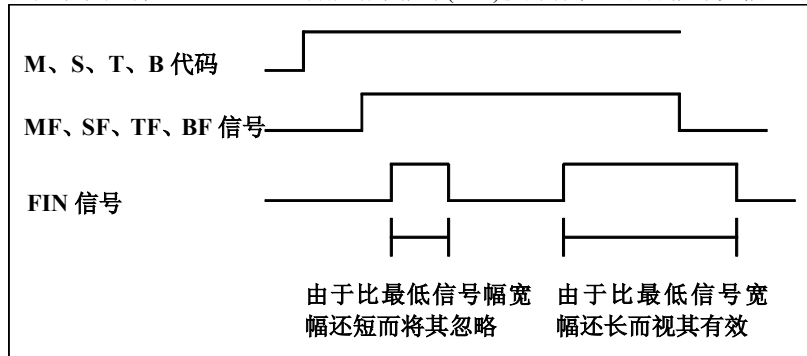 M、S、T、B 代码
MF、SF、TF、BF 信号
FIN 信号
由于比最低信号幅宽
幅还短而将其忽略
由于比最低信号宽
幅还长而视其有效